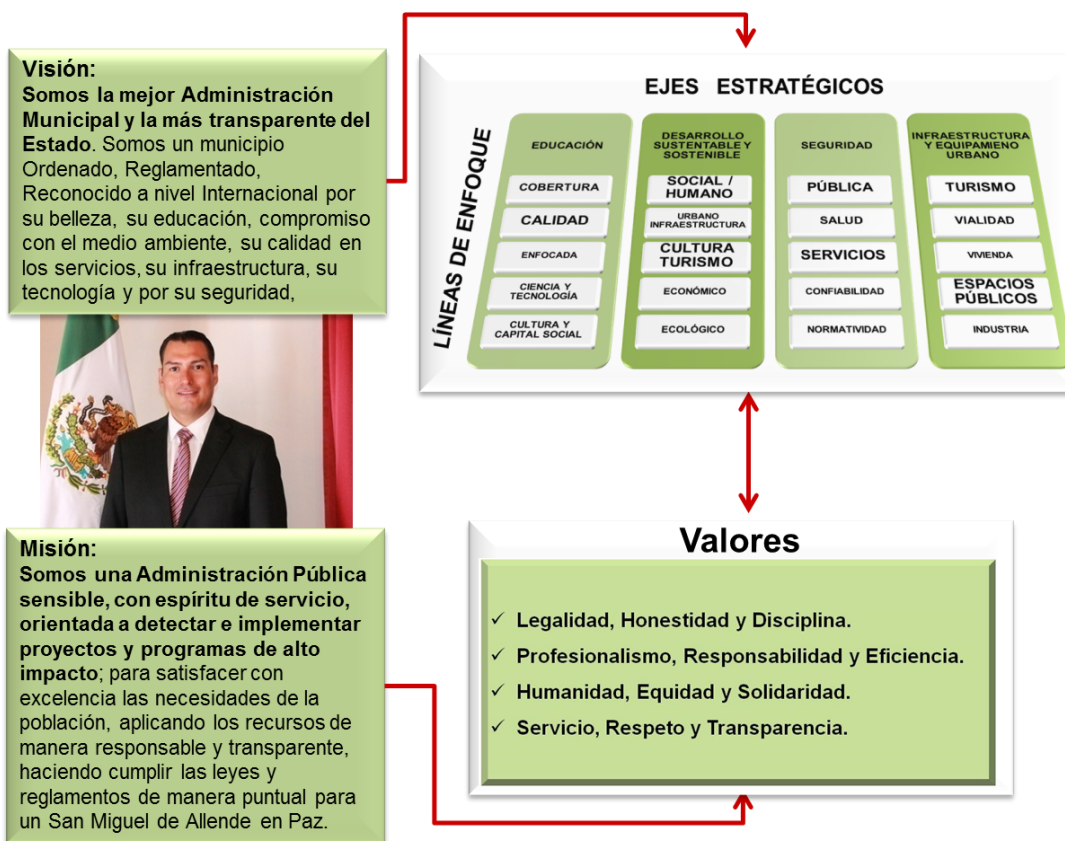 Visión:
Somos la mejor Administración
Municipal y la más transparente del
Estado. Somos un municipio
Ordenado, Reglamentado,
Reconocido a nivel Internacional por
su belleza, su educación, compromiso
con el medio ambiente, su calidad en
los servicios, su infraestructura, su
tecnología y por su seguridad,
EJES ESTRATÉGICOS
LÍNEAS DE ENFOQUE
EDUCACIÓN
COBERTURA
CALIDAD
ENFOCADA
CIENCIA Y
TECNOLOGÍA
CULTURA Y
CAPITAL SOCIAL
DESARROLLO
SUSTENTABLE Y
SOSTENIBLE
SOCIAL /
HUMANO
URBANO
INFRAESTRUCTURA
CULTURA
TURISMO
ECONÓMICO
ECOLÓGICO
SEGURIDAD
PÚBLICA
SALUD
SERVICIOS
CONFIABILIDAD
NORMATIVIDAD
INFRAESTRUCTURA
Y EQUIPAMIENO
URBANO
TURISMO
VIALIDAD
VIVIENDA
ESPACIOS
PÚBLICOS
INDUSTRIA
Misión:
Somos una Administración Pública
sensible, con espíritu de servicio,
orientada a detectar e implementar
proyectos y programas de alto
impacto; para satisfacer con
excelencia las necesidades de la
población, aplicando los recursos de
manera responsable y transparente,
haciendo cumplir las leyes y
reglamentos de manera puntual para
un San Miguel de Allende en Paz.
Valores
✓ Legalidad, Honestidad y Disciplina.
✓ Profesionalismo, Responsabilidad y Eficiencia.
✓ Humanidad, Equidad y Solidaridad.
✓ Servicio, Respeto y Transparencia.